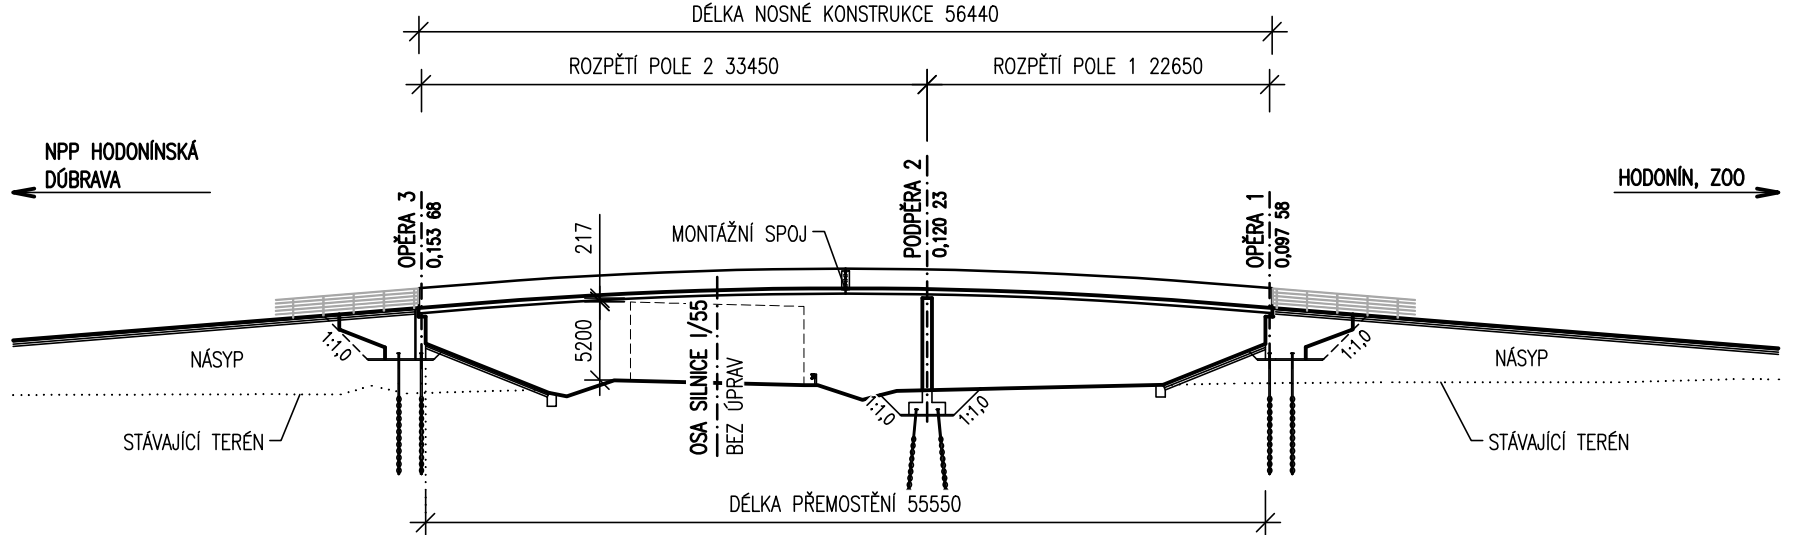 DÉLKA NOSNÉ KONSTRUKCE 56440
ROZPĚTÍ POLE 2 33450
ROZPĚTÍ POLE 1 22650
NPP HODONÍNSKÁ
DÚBRAVA
HODONÍN, ZOO
OPĚRA 3
0,153 68
217
MONTÁŽNÍ SPOJ
PODPĚRA 2
0,120 23
OPĚRA 1
0,097 58
5200
OSA SILNICE I/55
BEZ ÚPRAV
1:1,0
NÁSYP
1:1,0
1:1,0
1:1,0
NÁSYP
STÁVAJÍCÍ TERÉN
STÁVAJÍCÍ TERÉN
DÉLKA PŘEMOSTĚNÍ 55550